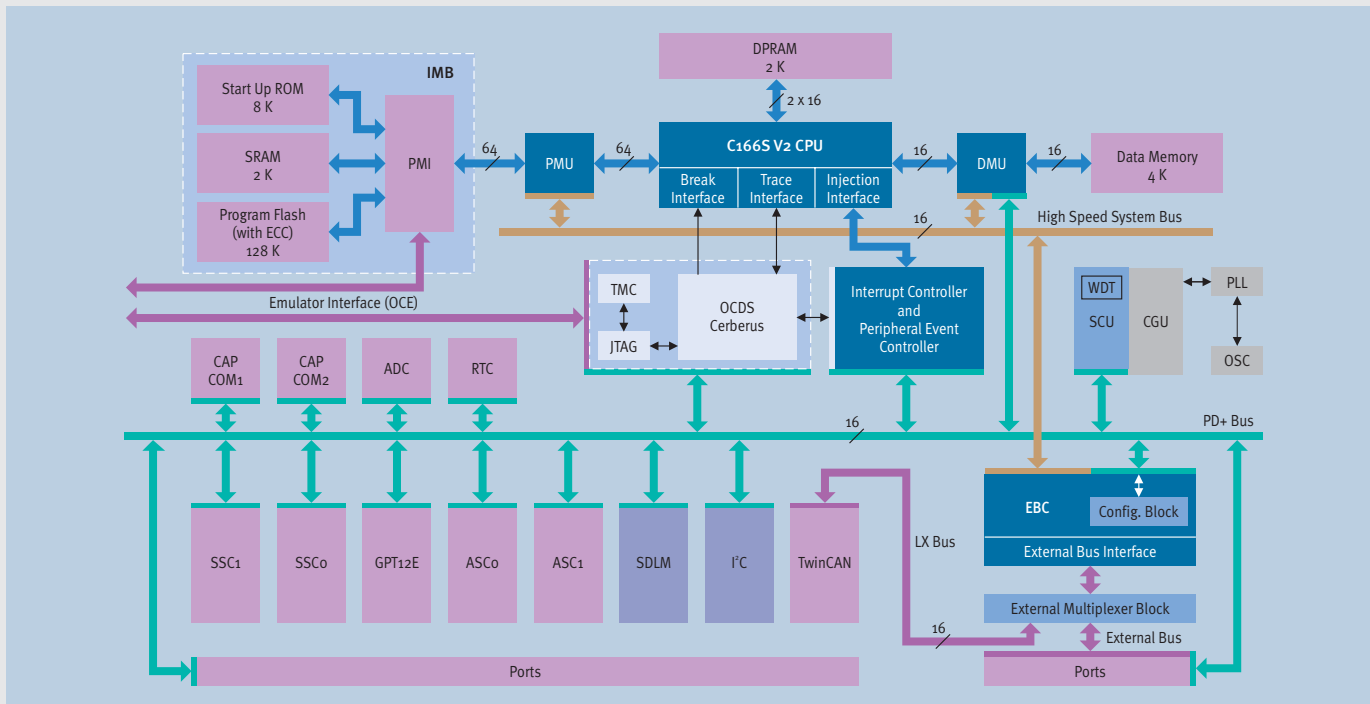 IMB
Start Up ROM
8 K
SRAM
2 K
Program Flash
(with ECC)
128 K
PMI
64
PMU
64
DPRAM
2 K
2 x 16
C166S V2 CPU
Break
Interface
Trace
Interface
Injection
Interface
16
DMU
16
Data Memory
4 K
16
High Speed System Bus
Emulator Interface (OCE)
TMC
JTAG
OCDS
Cerberus
Interrupt Controller
and
Peripheral Event
Controller
WDT
SCU
CGU
PLL
OSC
CAP
COM1
CAP
COM2
ADC
RTC
16
PD+ Bus
SSC1
SSC0
GPT12E
ASC0
ASC1
SDLM
I²C
TwinCAN
LX Bus
16
EBC
Config. Block
External Bus Interface
External Multiplexer Block
External Bus
Ports
Ports